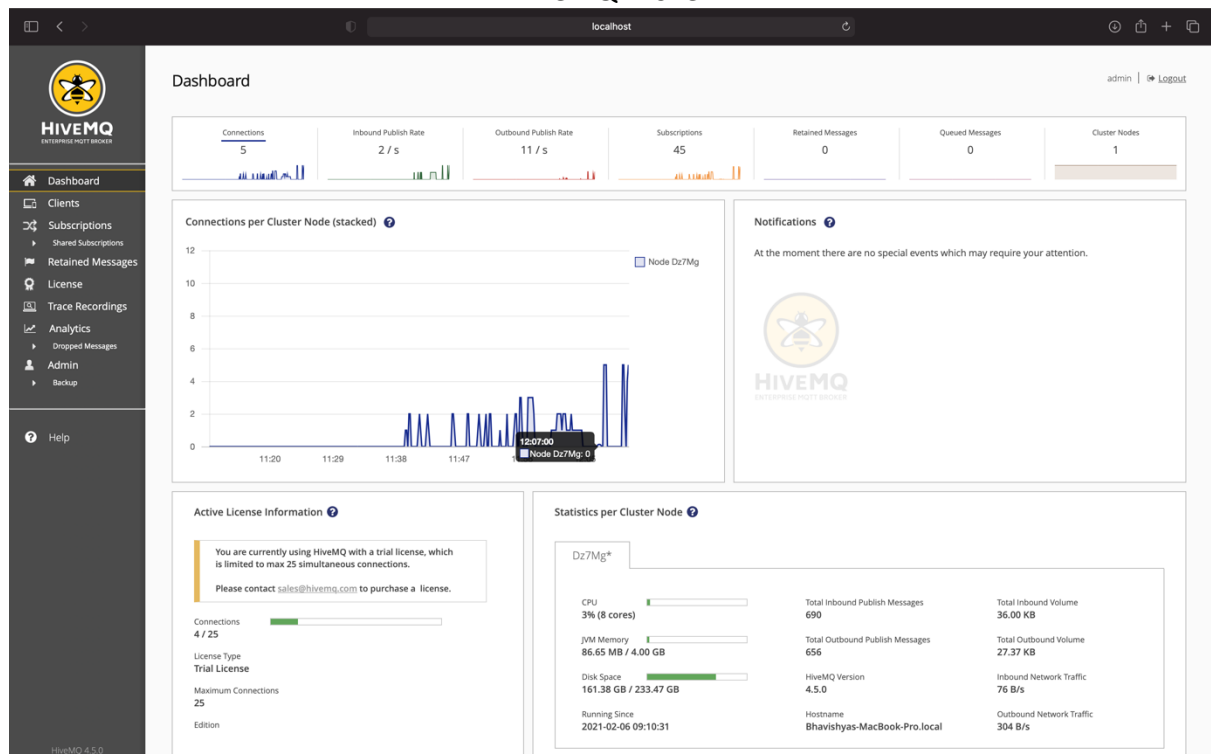 localhost
HIVEMQ
ENTERPRISE MQTT BROKER
Dashboard
Clients
Subscriptions
Shared Subscriptions
Retained Messages
License
Trace Recordings
Analytics
Dropped Messages
Admin
Backup
Help
HiveMQ 4.5.0
Dashboard
admin | Logout
Connections
5
Inbound Publish Rate
2 / s
Outbound Publish Rate
11 / s
Subscriptions
45
Retained Messages
0
Queued Messages
0
Cluster Nodes
1
Connections per Cluster Node (stacked) ?
12
10
8
6
4
2
0
11:20 11:29 11:38 11:47
Node Dz7Mg
12:07:00
Node Dz7Mg: 0
Notifications ?
At the moment there are no special events which may require your attention.
HIVEMQ
ENTERPRISE MQTT BROKER
Active License Information ?
You are currently using HiveMQ with a trial license, which
is limited to max 25 simultaneous connections.
Please contact sales@hivemq.com to purchase a license.
Connections
4 / 25
License Type
Trial License
Maximum Connections
25
Edition
Statistics per Cluster Node ?
Dz7Mg*
CPU
3% (8 cores)
JVM Memory
86.65 MB / 4.00 GB
Disk Space
161.38 GB / 233.47 GB
Running Since
2021-02-06 09:10:31
Total Inbound Publish Messages
690
Total Outbound Publish Messages
656
HiveMQ Version
4.5.0
Hostname
Bhavishyas-MacBook-Pro.local
Total Inbound Volume
36.00 KB
Total Outbound Volume
27.37 KB
Inbound Network Traffic
76 B/s
Outbound Network Traffic
304 B/s